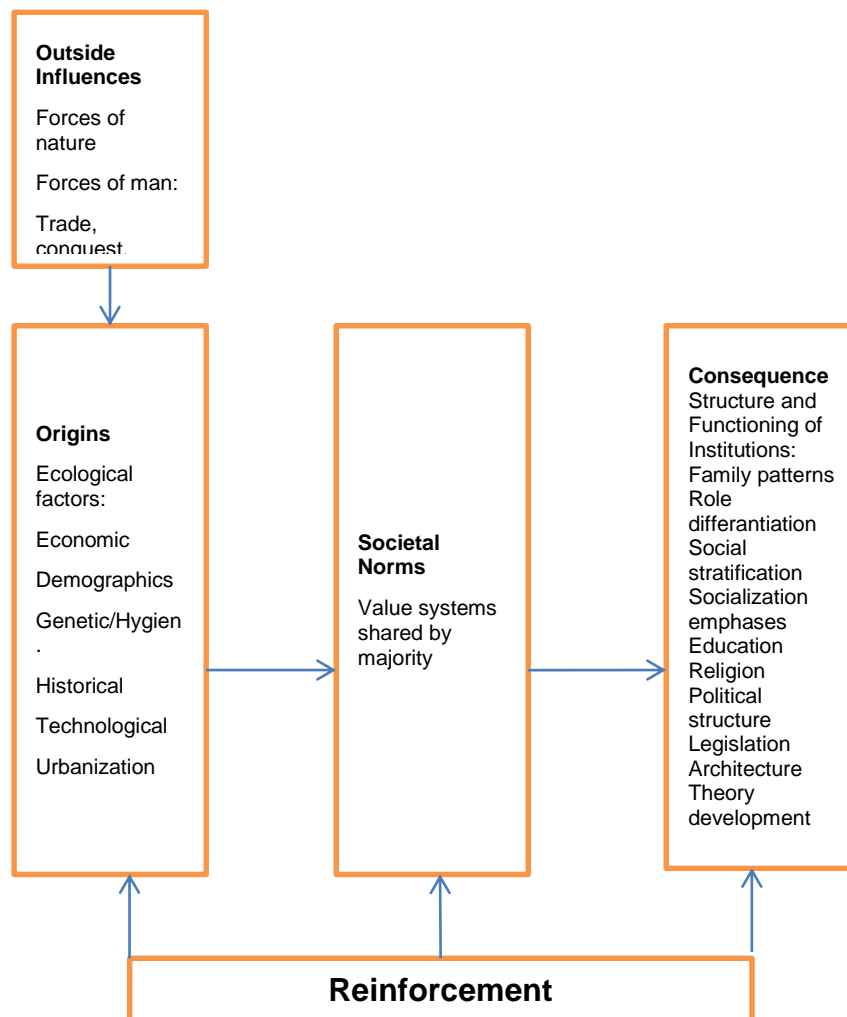 Outside
Influences
Forces of
nature
Forces of man:
Trade,
conquest,
Origins
Ecological
factors:
Economic
Demographics
Genetic/Hygien
.
Historical
Technological
Urbanization
Societal
Norms
Value systems
shared by
majority
Consequence
Structure and
Functioning of
Institutions:
Family patterns
Role
differantiation
Social
stratification
Socialization
emphases
Education
Religion
Political
structure
Legislation
Architecture
Theory
development
Reinforcement